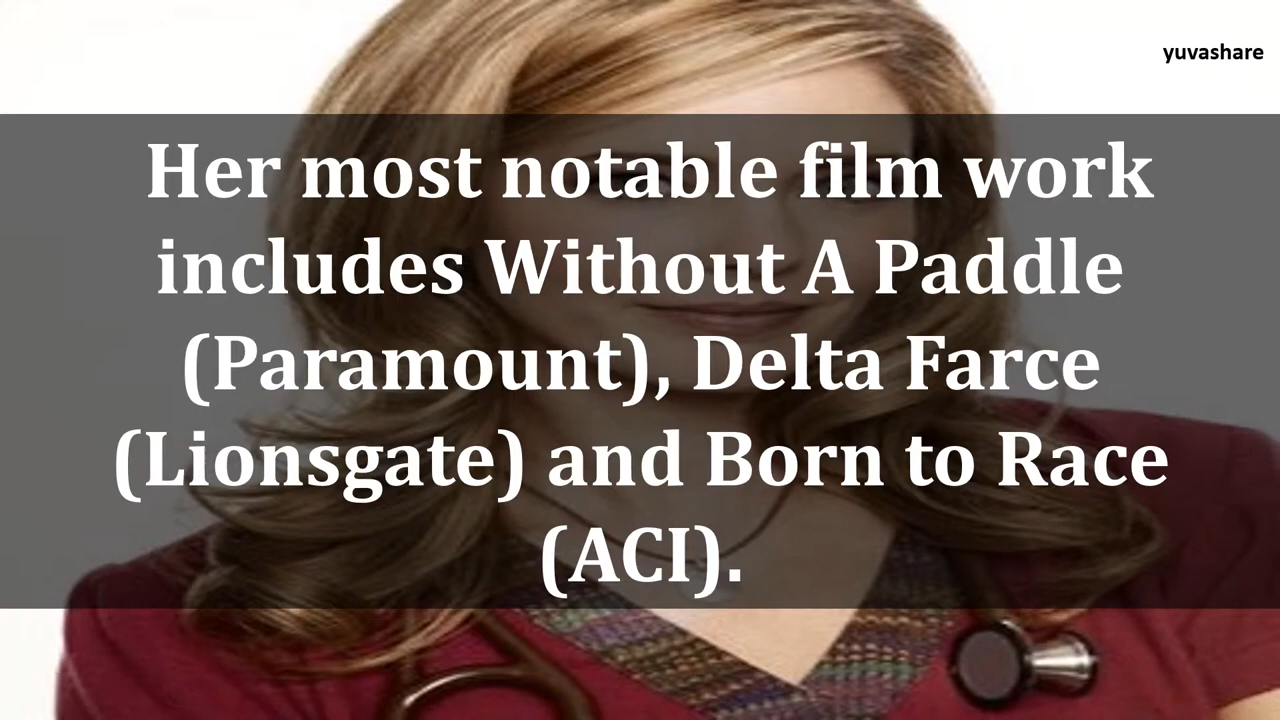 yuvashare
Her most notable film work
includes Without A Paddle
(Paramount), Delta Farce
(Lionsgate) and Born to Race
(ACI).